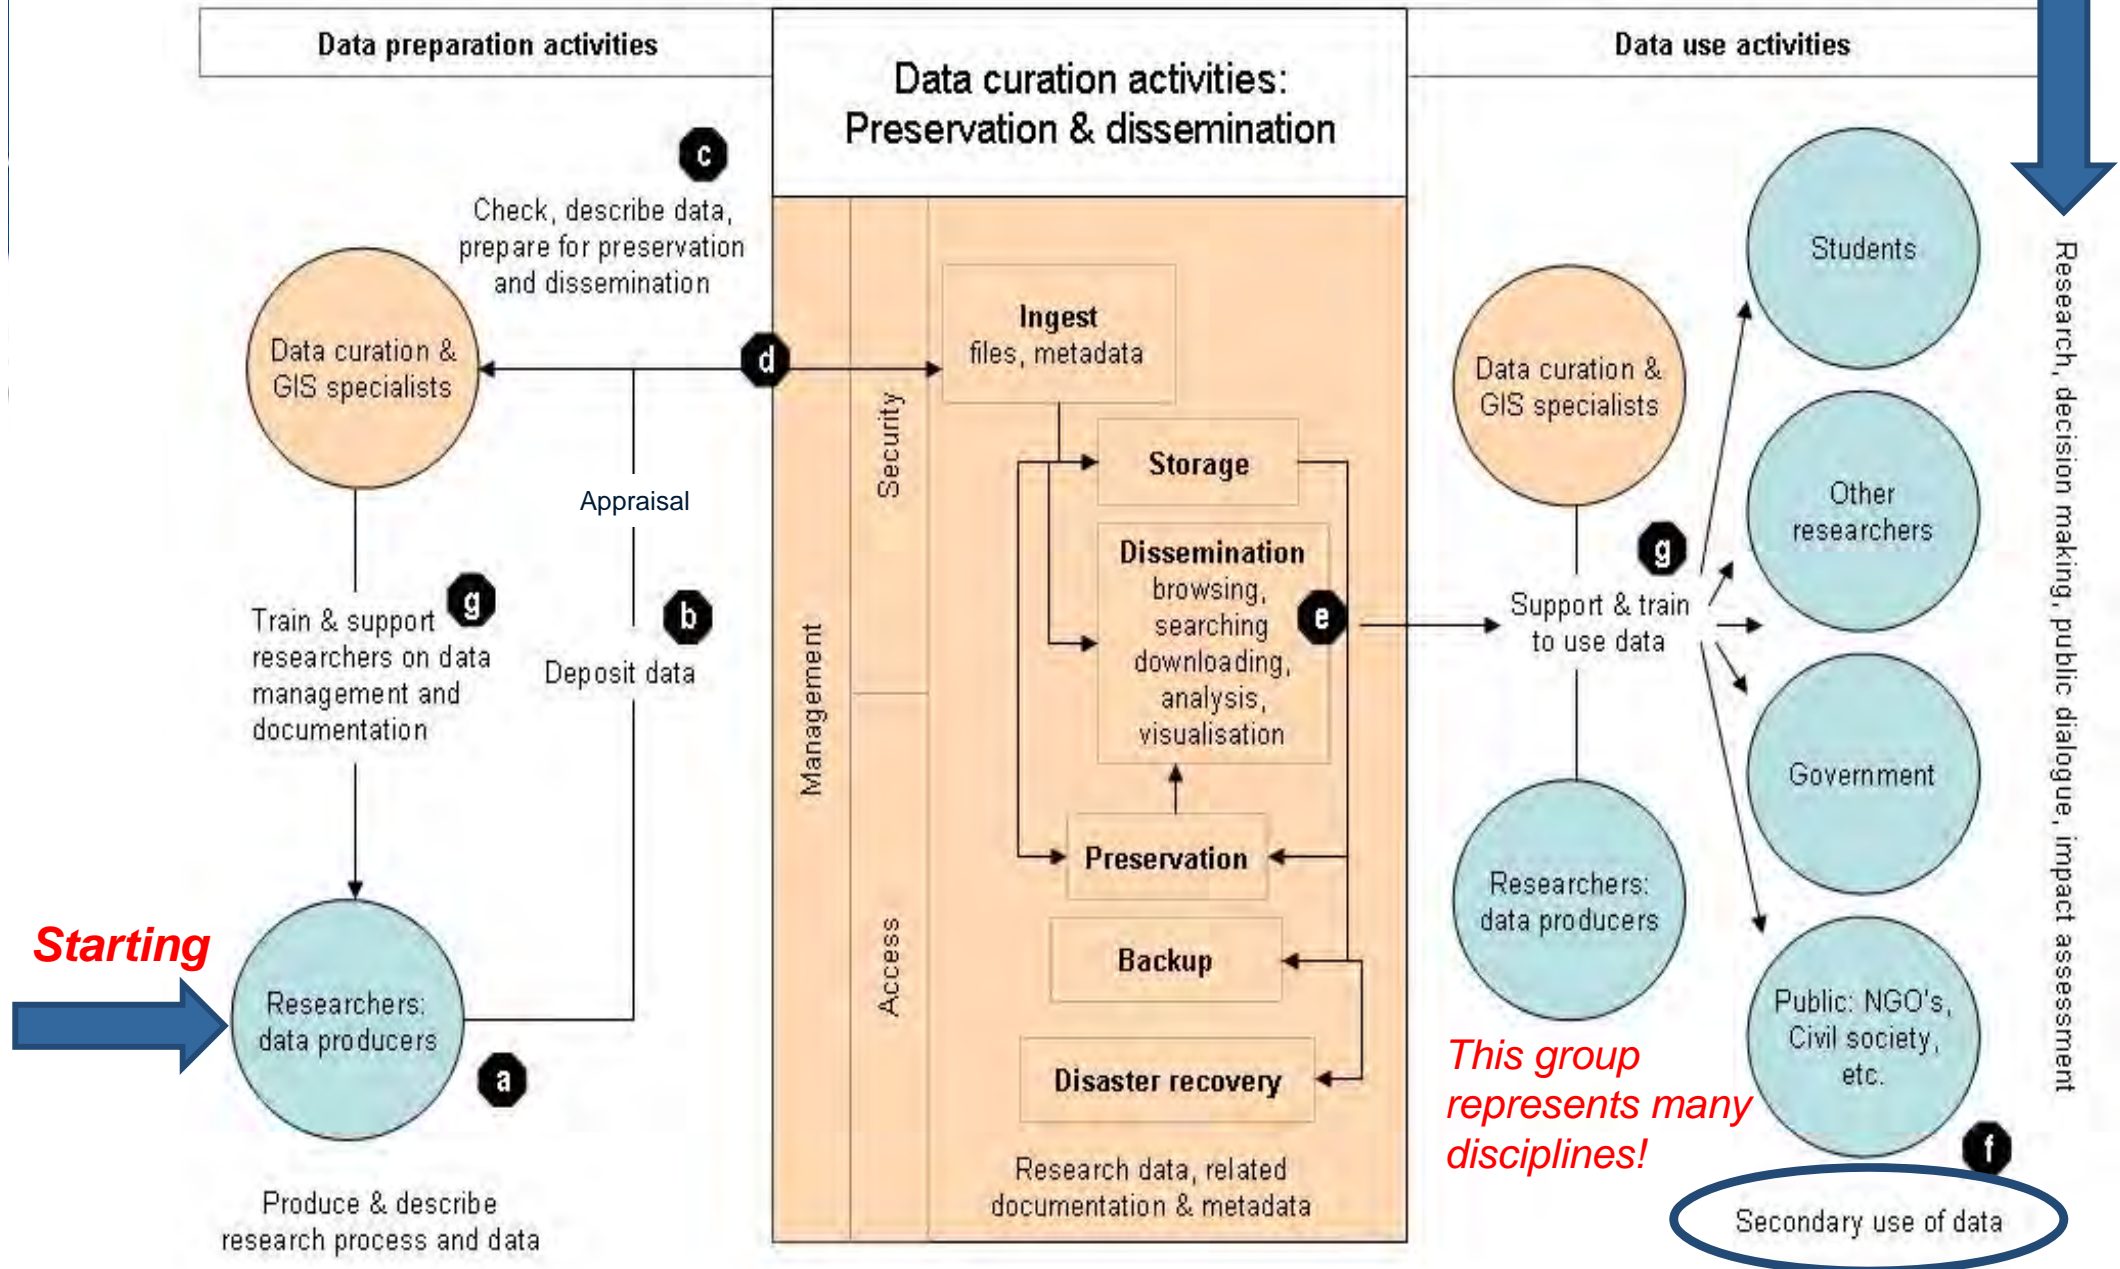 Data preparation activities
Data curation activities:
Preservation & dissemination
Data use activities
c
Check, describe data,
prepare for preservation
and dissemination
Data curation &
GIS specialists
d
Appraisal
g
Train & support
researchers on data
management and
documentation
b
Deposit data
Starting
Researchers:
data producers
a
Produce & describe
research process and data
Management
Security
Access
Ingest
files, metadata
Storage
Dissemination
browsing,
searching
downloading,
analysis,
visualisation
e
Preservation
Backup
Disaster recovery
Research data, related
documentation & metadata
Data curation &
GIS specialists
g
Support & train
to use data
Researchers:
data producers
This group
represents many
disciplines!
Students
Other
researchers
Government
Public: NGO's,
Civil society,
etc.
f
Secondary use of data
Research, decision making, public dialogue, impact assessment